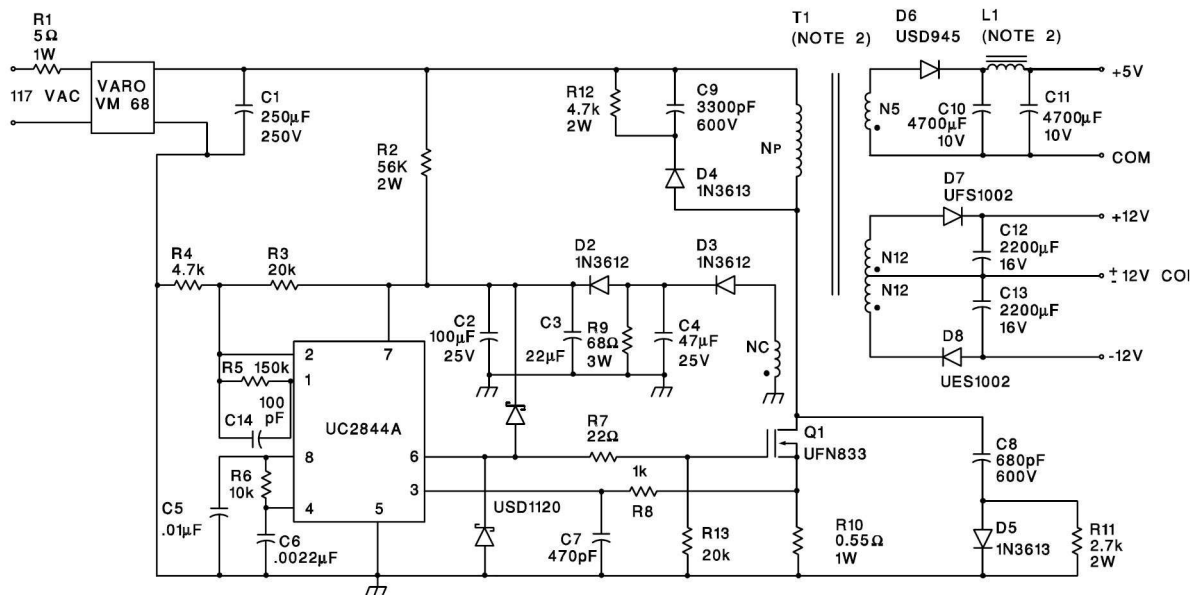 R1
5Ω
1W
117 VAC
VARO
VM 68
C1
250µF
250V
R2
56K
2W
R12
4.7k
2W
C9
3300pF
600V
D4
1N3613
NP
T1
(NOTE 2)
D6
USD945
L1
(NOTE 2)
+5V
N5
C10
4700µF
10V
C11
4700µF
10V
COM
D7
UFS1002
+12V
N12
N12
C12
2200µF
16V
±12V COI
C13
2200µF
16V
D8
UES1002
-12V
R4
4.7k
R3
20k
D2
1N3612
D3
1N3612
C2
100µF
25V
C3
22µF
R9
68Ω
3W
C4
47µF
25V
NC
2
7
R5 150k
1
C14
100
pF
UC2844A
8
6
R6
10k
4
5
3
C5
.01µF
C6
.0022µF
USD1120
R7
22Ω
1k
R8
C7
470pF
R13
20k
Q1
UFN833
R10
0.55Ω
1W
C8
680pF
600V
D5
1N3613
R11
2.7k
2W